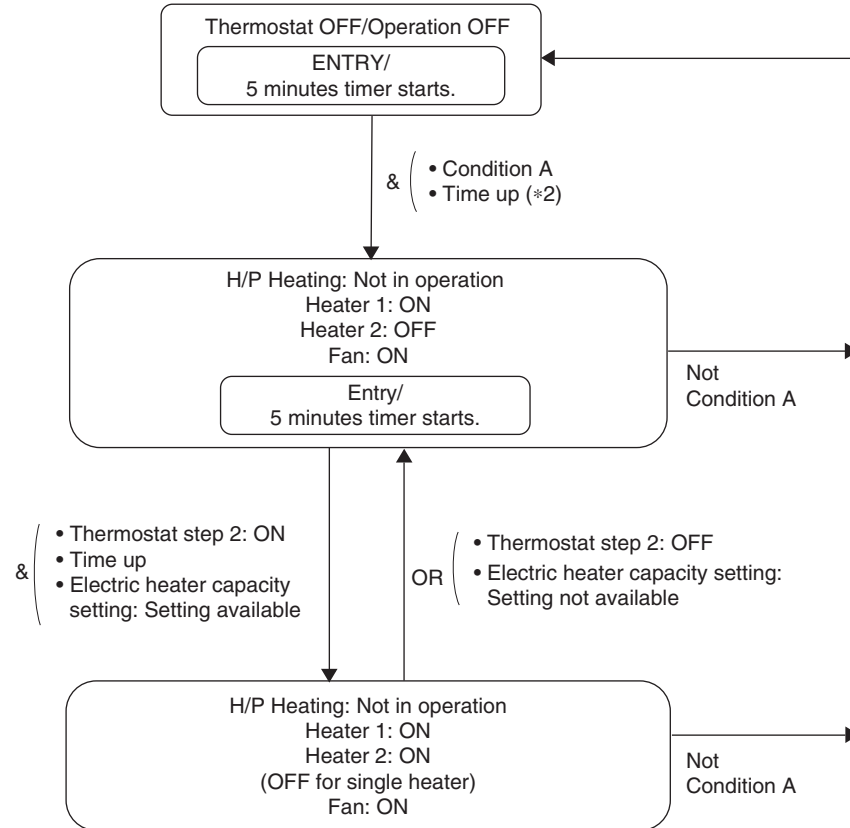 Thermostat OFF/Operation OFF
ENTRY/
5 minutes timer starts.
&
• Condition A
• Time up (*2)
H/P Heating: Not in operation
Heater 1: ON
Heater 2: OFF
Fan: ON
Entry/
5 minutes timer starts.
Not
Condition A
&
• Thermostat step 2: ON
• Time up
• Electric heater capacity
setting: Setting available
OR
• Thermostat step 2: OFF
• Electric heater capacity setting:
Setting not available
H/P Heating: Not in operation
Heater 1: ON
Heater 2: ON
(OFF for single heater)
Fan: ON
Not
Condition A